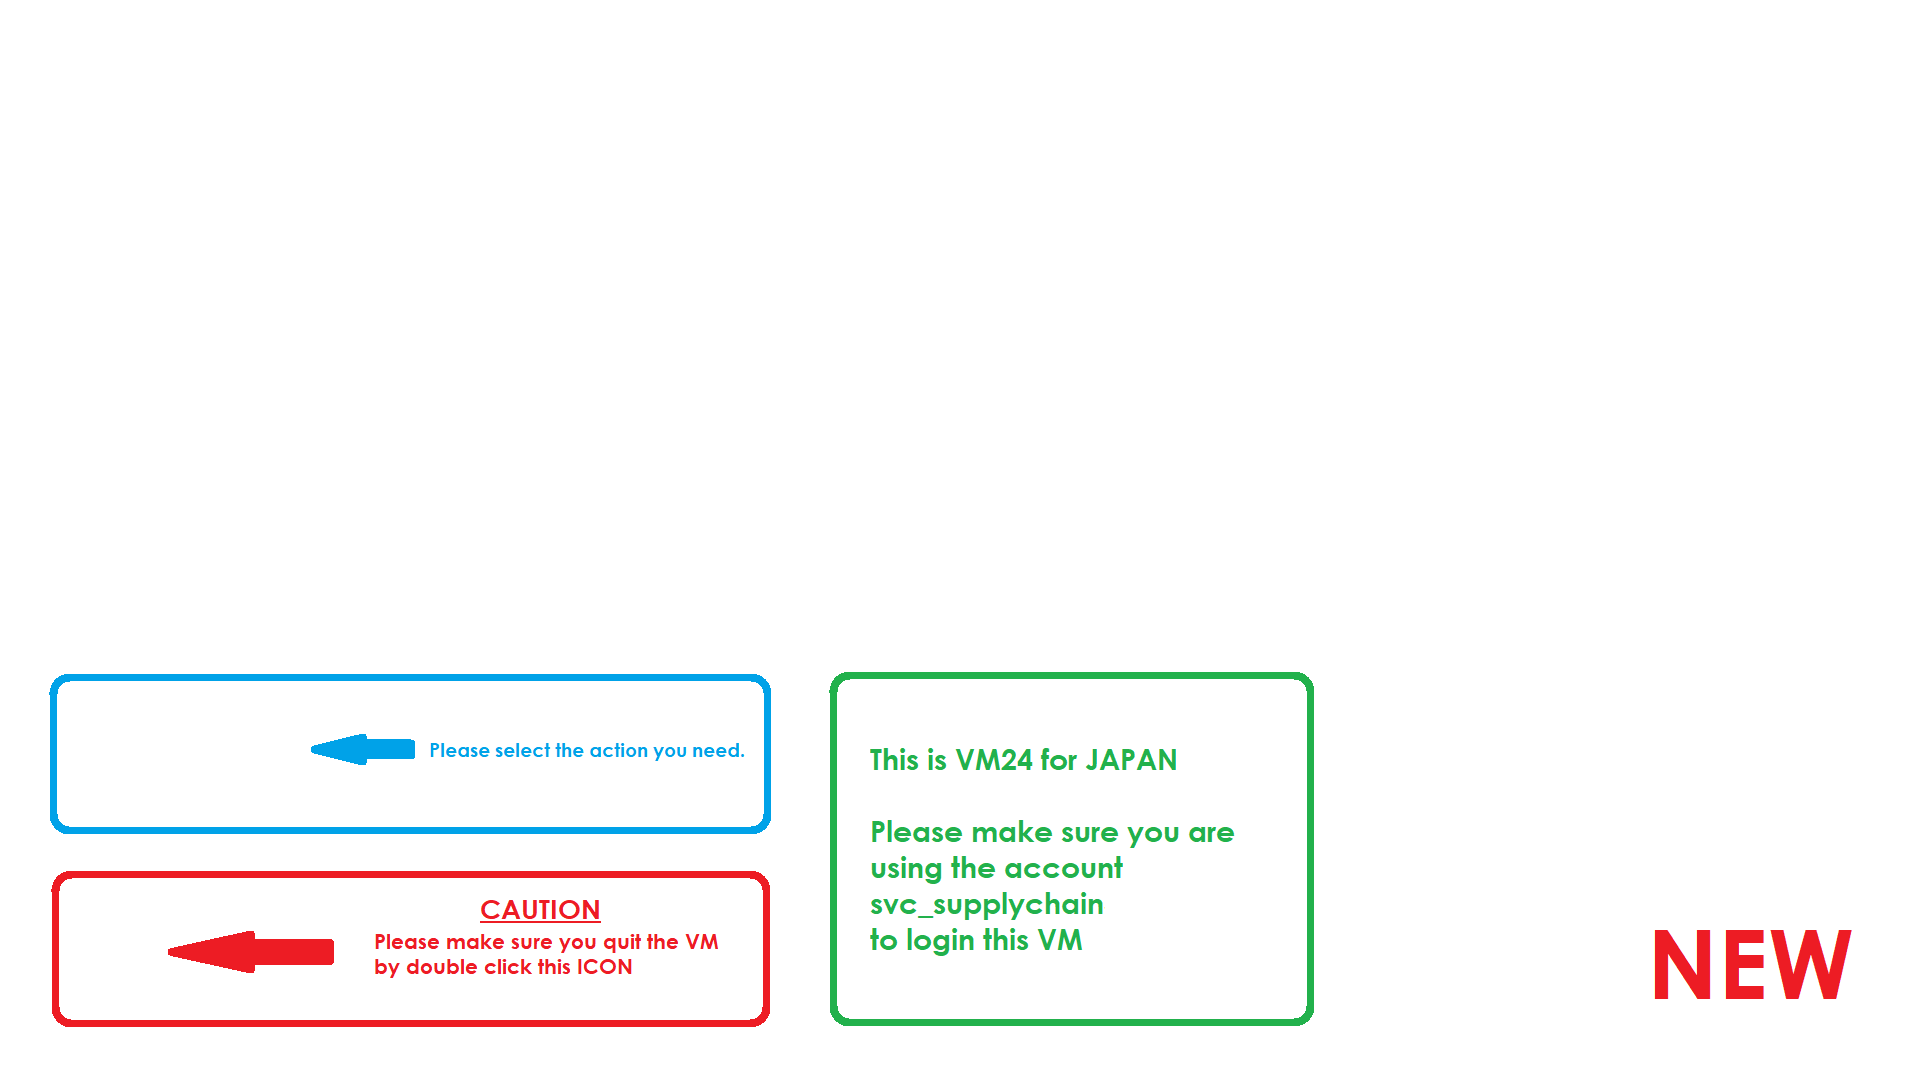 Please select the action you need.
CAUTION
Please make sure you quit the VM
by double click this ICON
This is VM24 for JAPAN
Please make sure you are
using the account
svc_supplychain
to login this VM
NEW